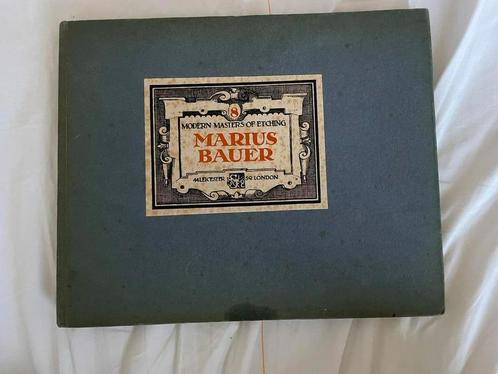 8
MODERN MASTERS OF ETCHING
MARIUS
BAUER
44 LEICESTER SQ LONDON